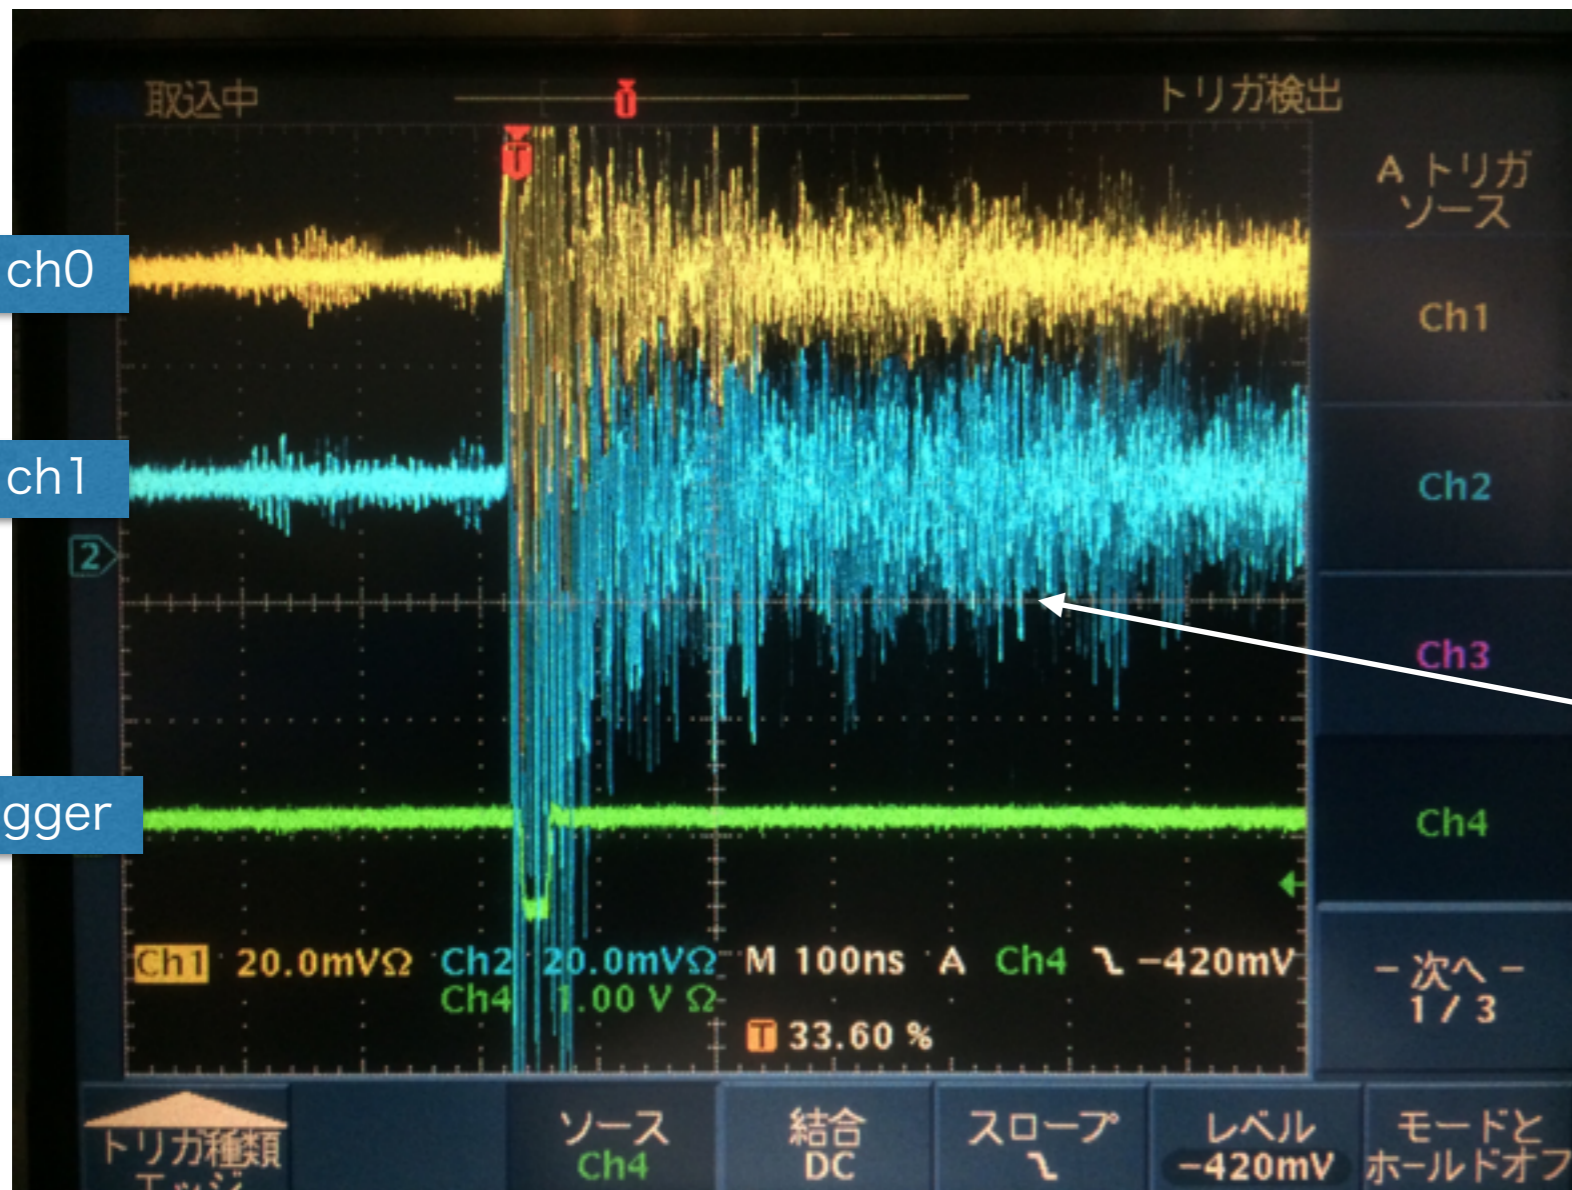 取込中
トリガ検出
T
T
A トリガ
ソース
ch0
Ch1
ch1
Ch2
2
Ch3
gger
Ch4
Ch1 20.0mVΩ Ch2 20.0mVΩ M 100ns A Ch4 -420mV
Ch4 1.00 V Ω
T 33.60 %
- 次へ -
1 / 3
トリガ種類
エッジ
ソース
Ch4
結合
DC
スロープ
レベル
-420mV
モードと
ホールドオフ